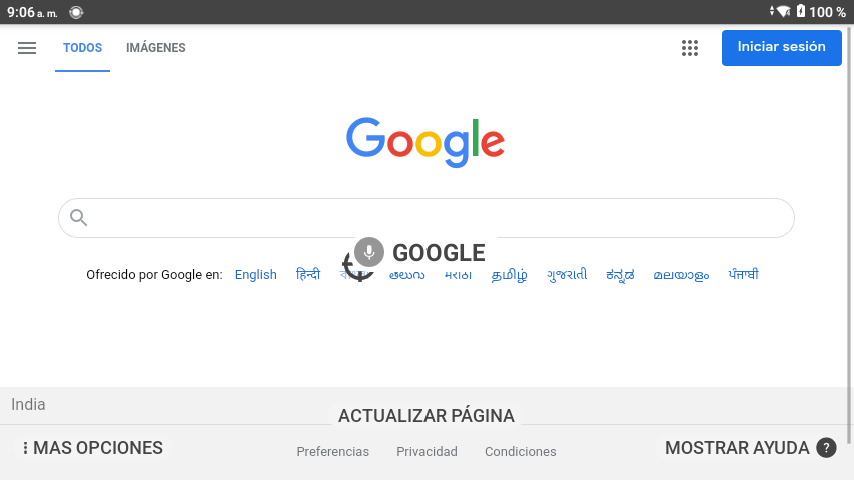 9:06 a. m. 100 %
TODOS IMÁGENES Iniciar sesión
Google
GOOGLE
Ofrecido por Google en: English हिन्दी తెలుగు मराठी தமிழ் ગુજરાતી ಕನ್ನಡ മലയാളം ਪੰਜਾਬੀ
India
ACTUALIZAR PÁGINA
MAS OPCIONES Preferencias Privacidad Condiciones MOSTRAR AYUDA ?